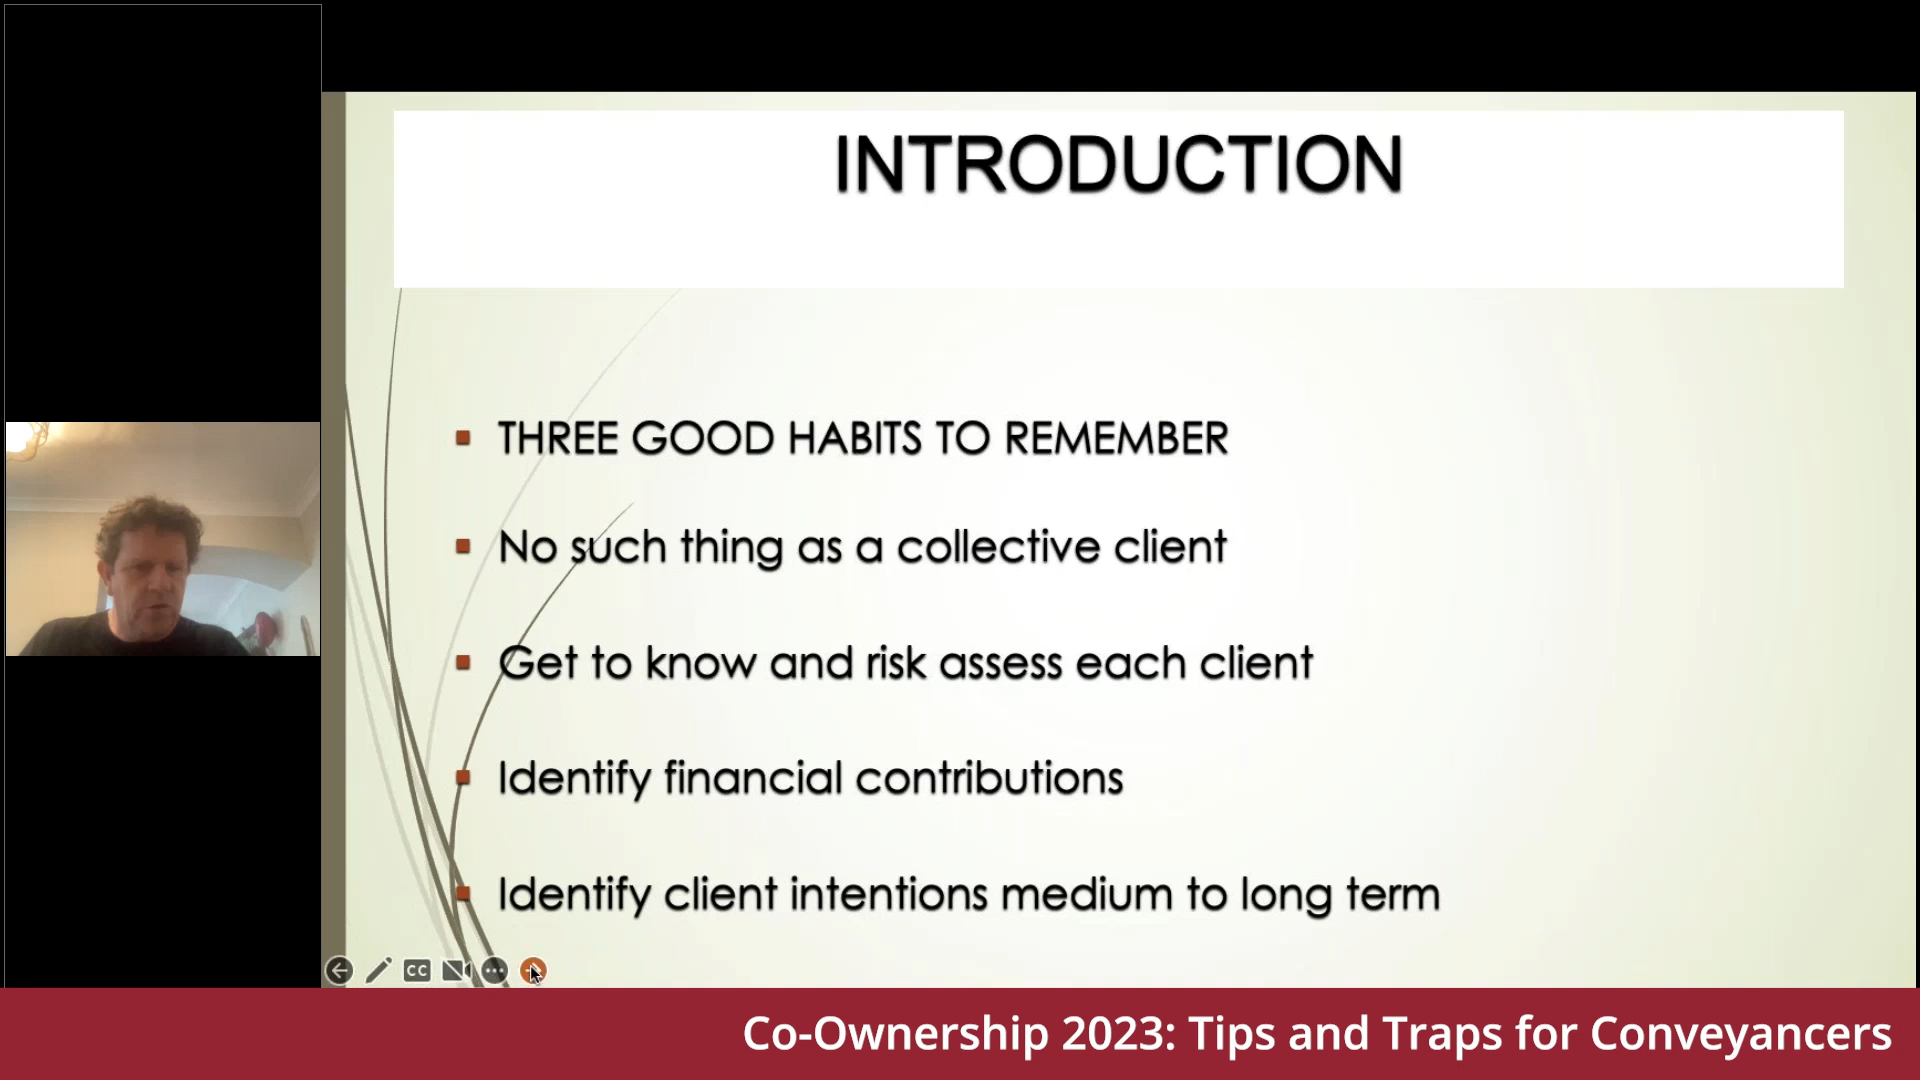 INTRODUCTION
THREE GOOD HABITS TO REMEMBER
No such thing as a collective client
Get to know and risk assess each client
Identify financial contributions
Identify client intentions medium to long term
CC
Co-Ownership 2023: Tips and Traps for Conveyancers